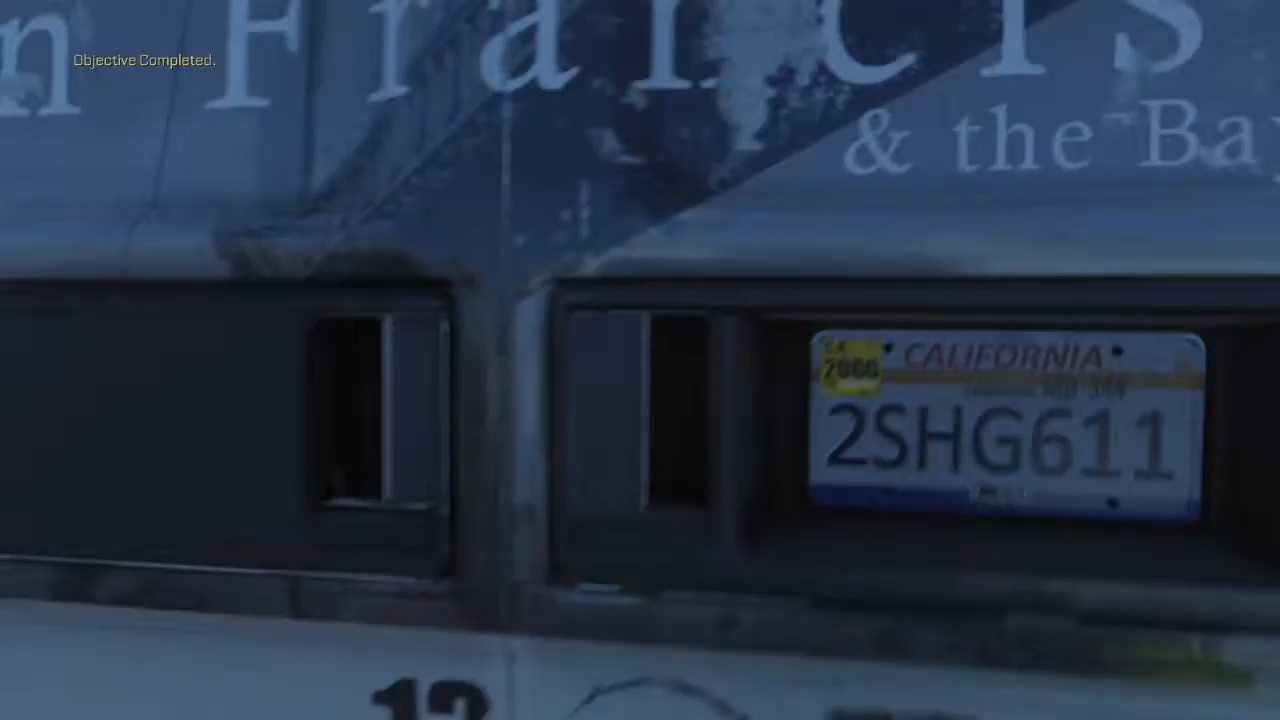 Objective Completed.
n Francis
& the Bay
CALIFORNIA
2SHG611